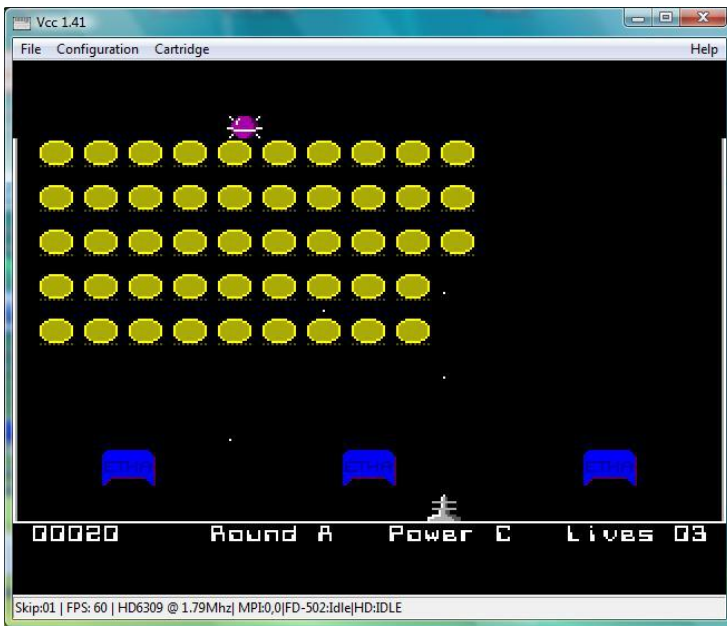 Vcc 1.41
File Configuration Cartridge Help
00020 Round A Power C Lives 03
Skip:01 | FPS: 60 | HD6309 @ 1.79Mhz| MPI:0,0|FD-502:Idle|HD:IDLE